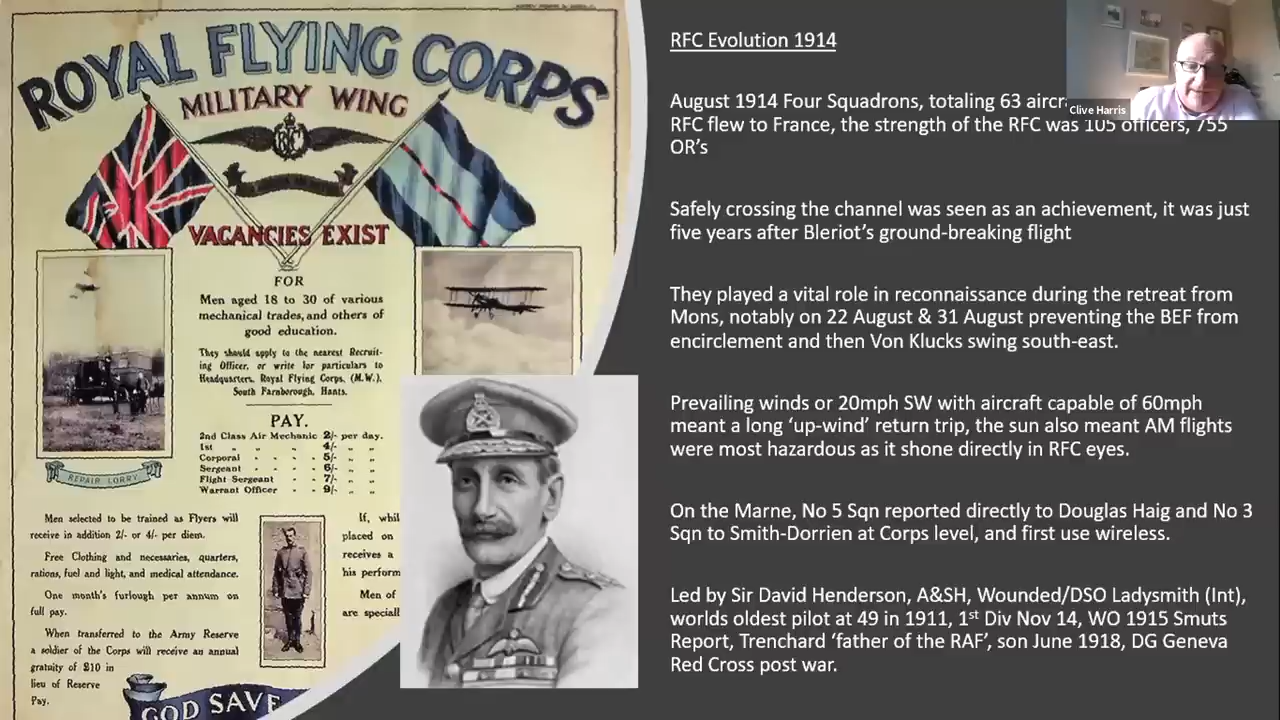 ROYAL FLYING CORPS
MILITARY WING
VACANCIES EXIST
FOR
Men aged 18 to 30 of various
mechanical trades, and others of
good education.
They should apply to the nearest Recruit-
ing Officer, or write for particulars to
Headquarters, Royal Flying Corps, (M.W.),
South Farnborough, Hants.
PAY.
2nd Class Air Mechanic 2/- per day.
1st „ „ „ 4/- „ „
Corporal - - - 5/- „ „
Sergeant - - - 6/- „ „
Flight Sergeant - - 7/- „ „
Warrant Officer - - 9/- „ „
REPAIR LORRY
Men selected to be trained as Flyers will
receive in addition 2/- or 4/- per diem.
Free Clothing and necessaries, quarters,
rations, fuel and light, and medical attendance.
One month's furlough per annum on
full pay.
When transferred to the Army Reserve
a soldier of the Corps will receive an annual
gratuity of £10 in
lieu of Reserve
Pay.
If, whil
placed on
receives a
his perform
Men of
are speciall
GOD SAVE
RFC Evolution 1914
August 1914 Four Squadrons, totaling 63 aircr
RFC flew to France, the strength of the RFC was 105 officers, 755
OR's
Safely crossing the channel was seen as an achievement, it was just
five years after Bleriot's ground-breaking flight
They played a vital role in reconnaissance during the retreat from
Mons, notably on 22 August & 31 August preventing the BEF from
encirclement and then Von Klucks swing south-east.
Prevailing winds or 20mph SW with aircraft capable of 60mph
meant a long 'up-wind' return trip, the sun also meant AM flights
were most hazardous as it shone directly in RFC eyes.
On the Marne, No 5 Sqn reported directly to Douglas Haig and No 3
Sqn to Smith-Dorrien at Corps level, and first use wireless.
Led by Sir David Henderson, A&SH, Wounded/DSO Ladysmith (Int),
worlds oldest pilot at 49 in 1911, 1st Div Nov 14, WO 1915 Smuts
Report, Trenchard 'father of the RAF', son June 1918, DG Geneva
Red Cross post war.
Clive Harris